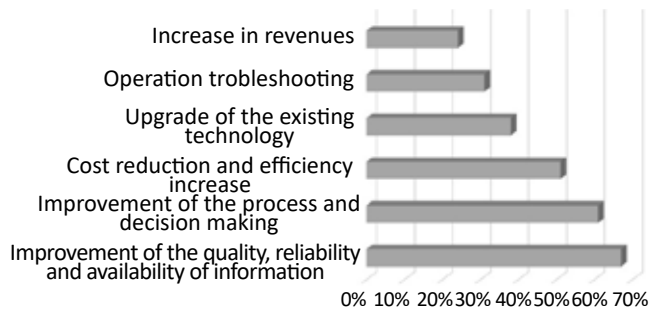 Increase in revenues
Operation trobleshooting
Upgrade of the existing
technology
Cost reduction and efficiency
increase
Improvement of the process and
decision making
Improvement of the quality, reliability
and availability of information
0% 10% 20% 30% 40% 50% 60% 70%